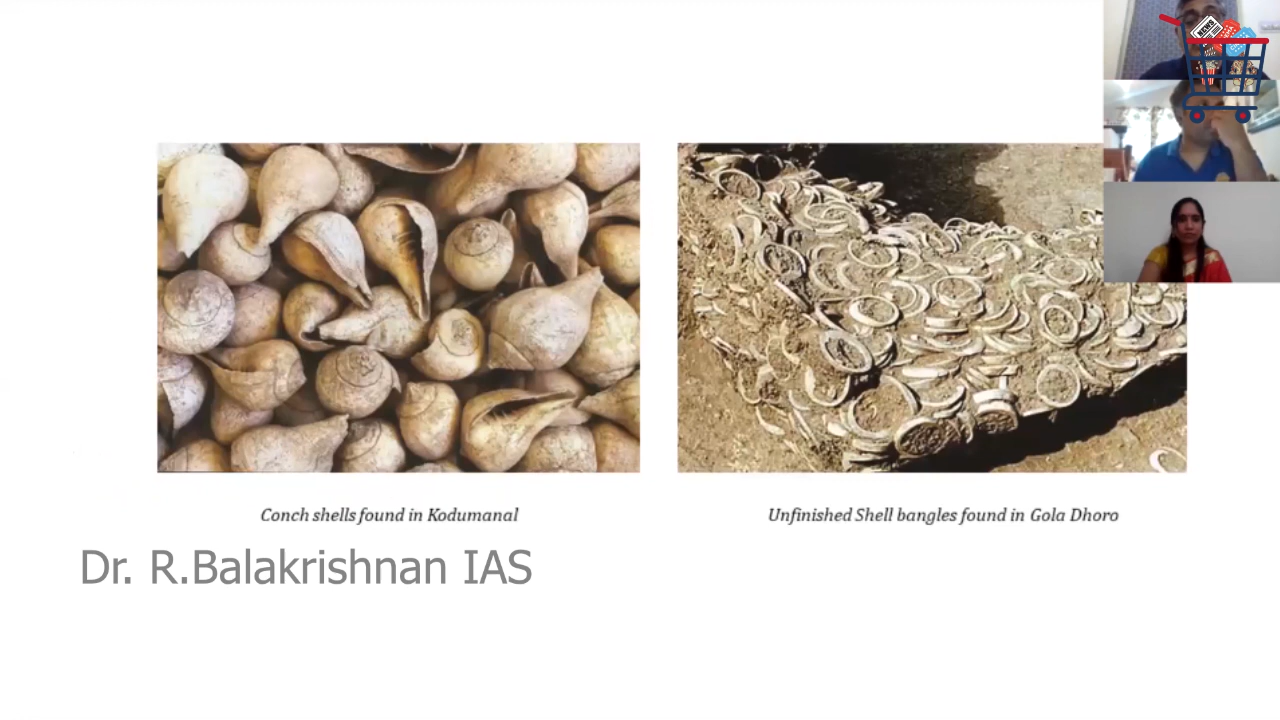 Conch shells found in Kodumanal
Unfinished Shell bangles found in Gola Dhoro
Dr. R.Balakrishnan IAS